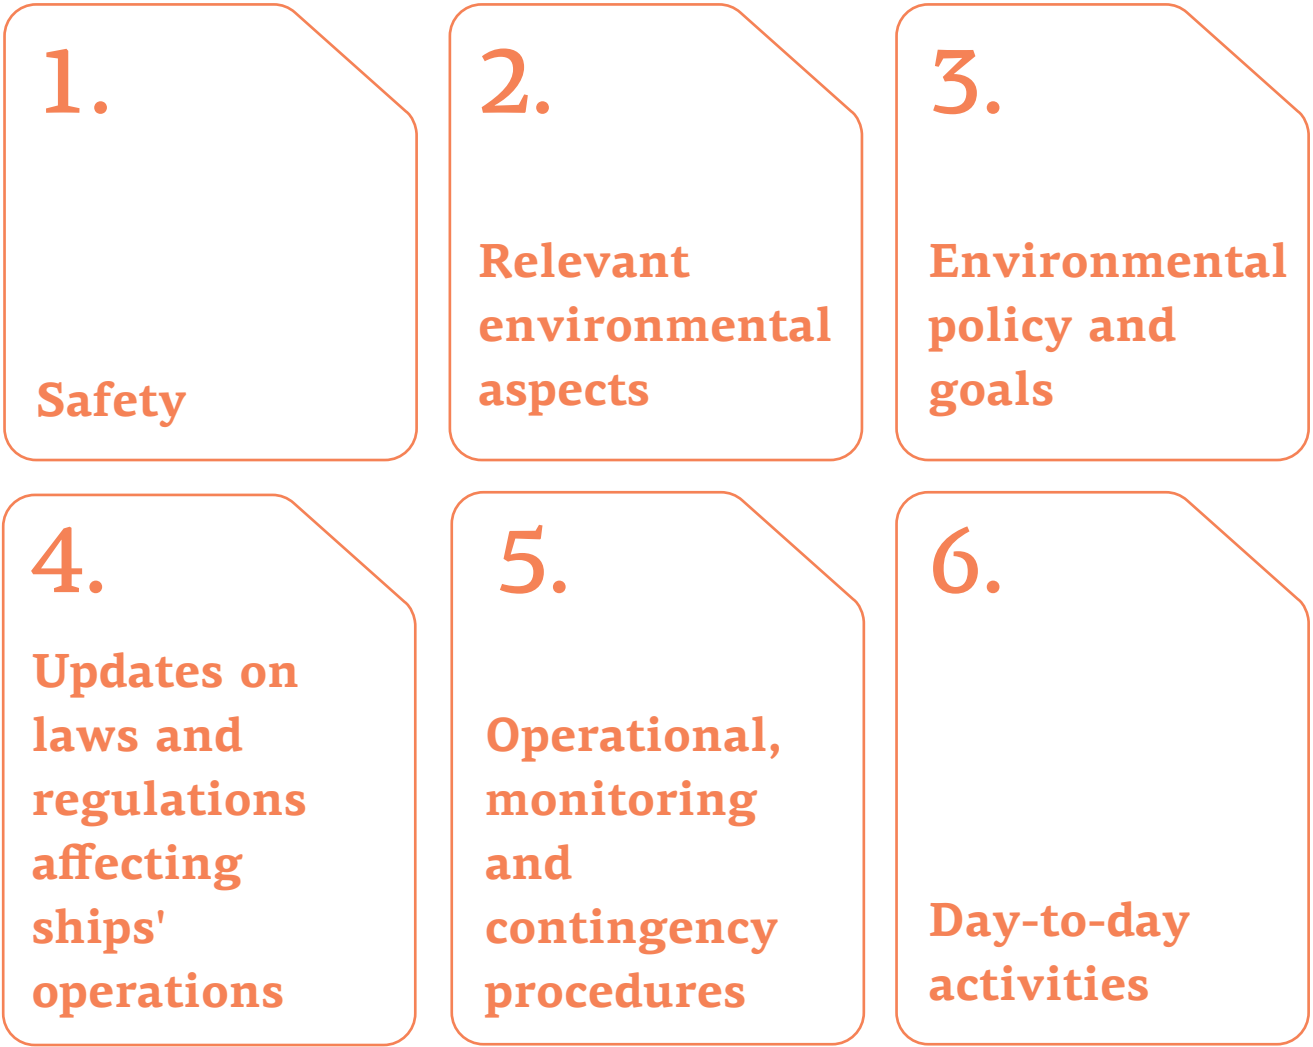 1.
Safety
2.
Relevant
environmental
aspects
3.
Environmental
policy and
goals
4.
Updates on
laws and
regulations
affecting
ships'
operations
5.
Operational,
monitoring
and
contingency
procedures
6.
Day-to-day
activities